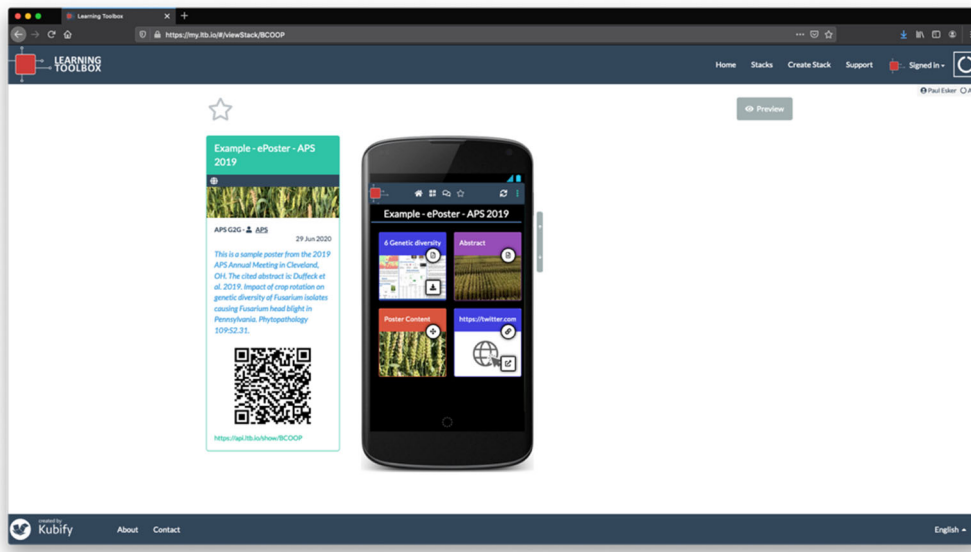 Learning Toolbox
https://my.ltb.io/#/viewStack/BCOOP
LEARNING
TOOLBOX
Home Stacks Create Stack Support Signed in
Paul Esker
Preview
Example - ePoster - APS
2019
APS G2G - APS
29 Jun 2020
This is a sample poster from the 2019
APS Annual Meeting in Cleveland,
OH. The cited abstract is: Duffeck et
al. 2019. Impact of crop rotation on
genetic diversity of Fusarium isolates
causing Fusarium head blight in
Pennsylvania. Phytopathology
109:S2.31.
https://api.ltb.io/show/BCOOP
Example - ePoster - APS 2019
6 Genetic diversity
Abstract
Poster Content
https://twitter.com
created by
Kubify
About Contact
English